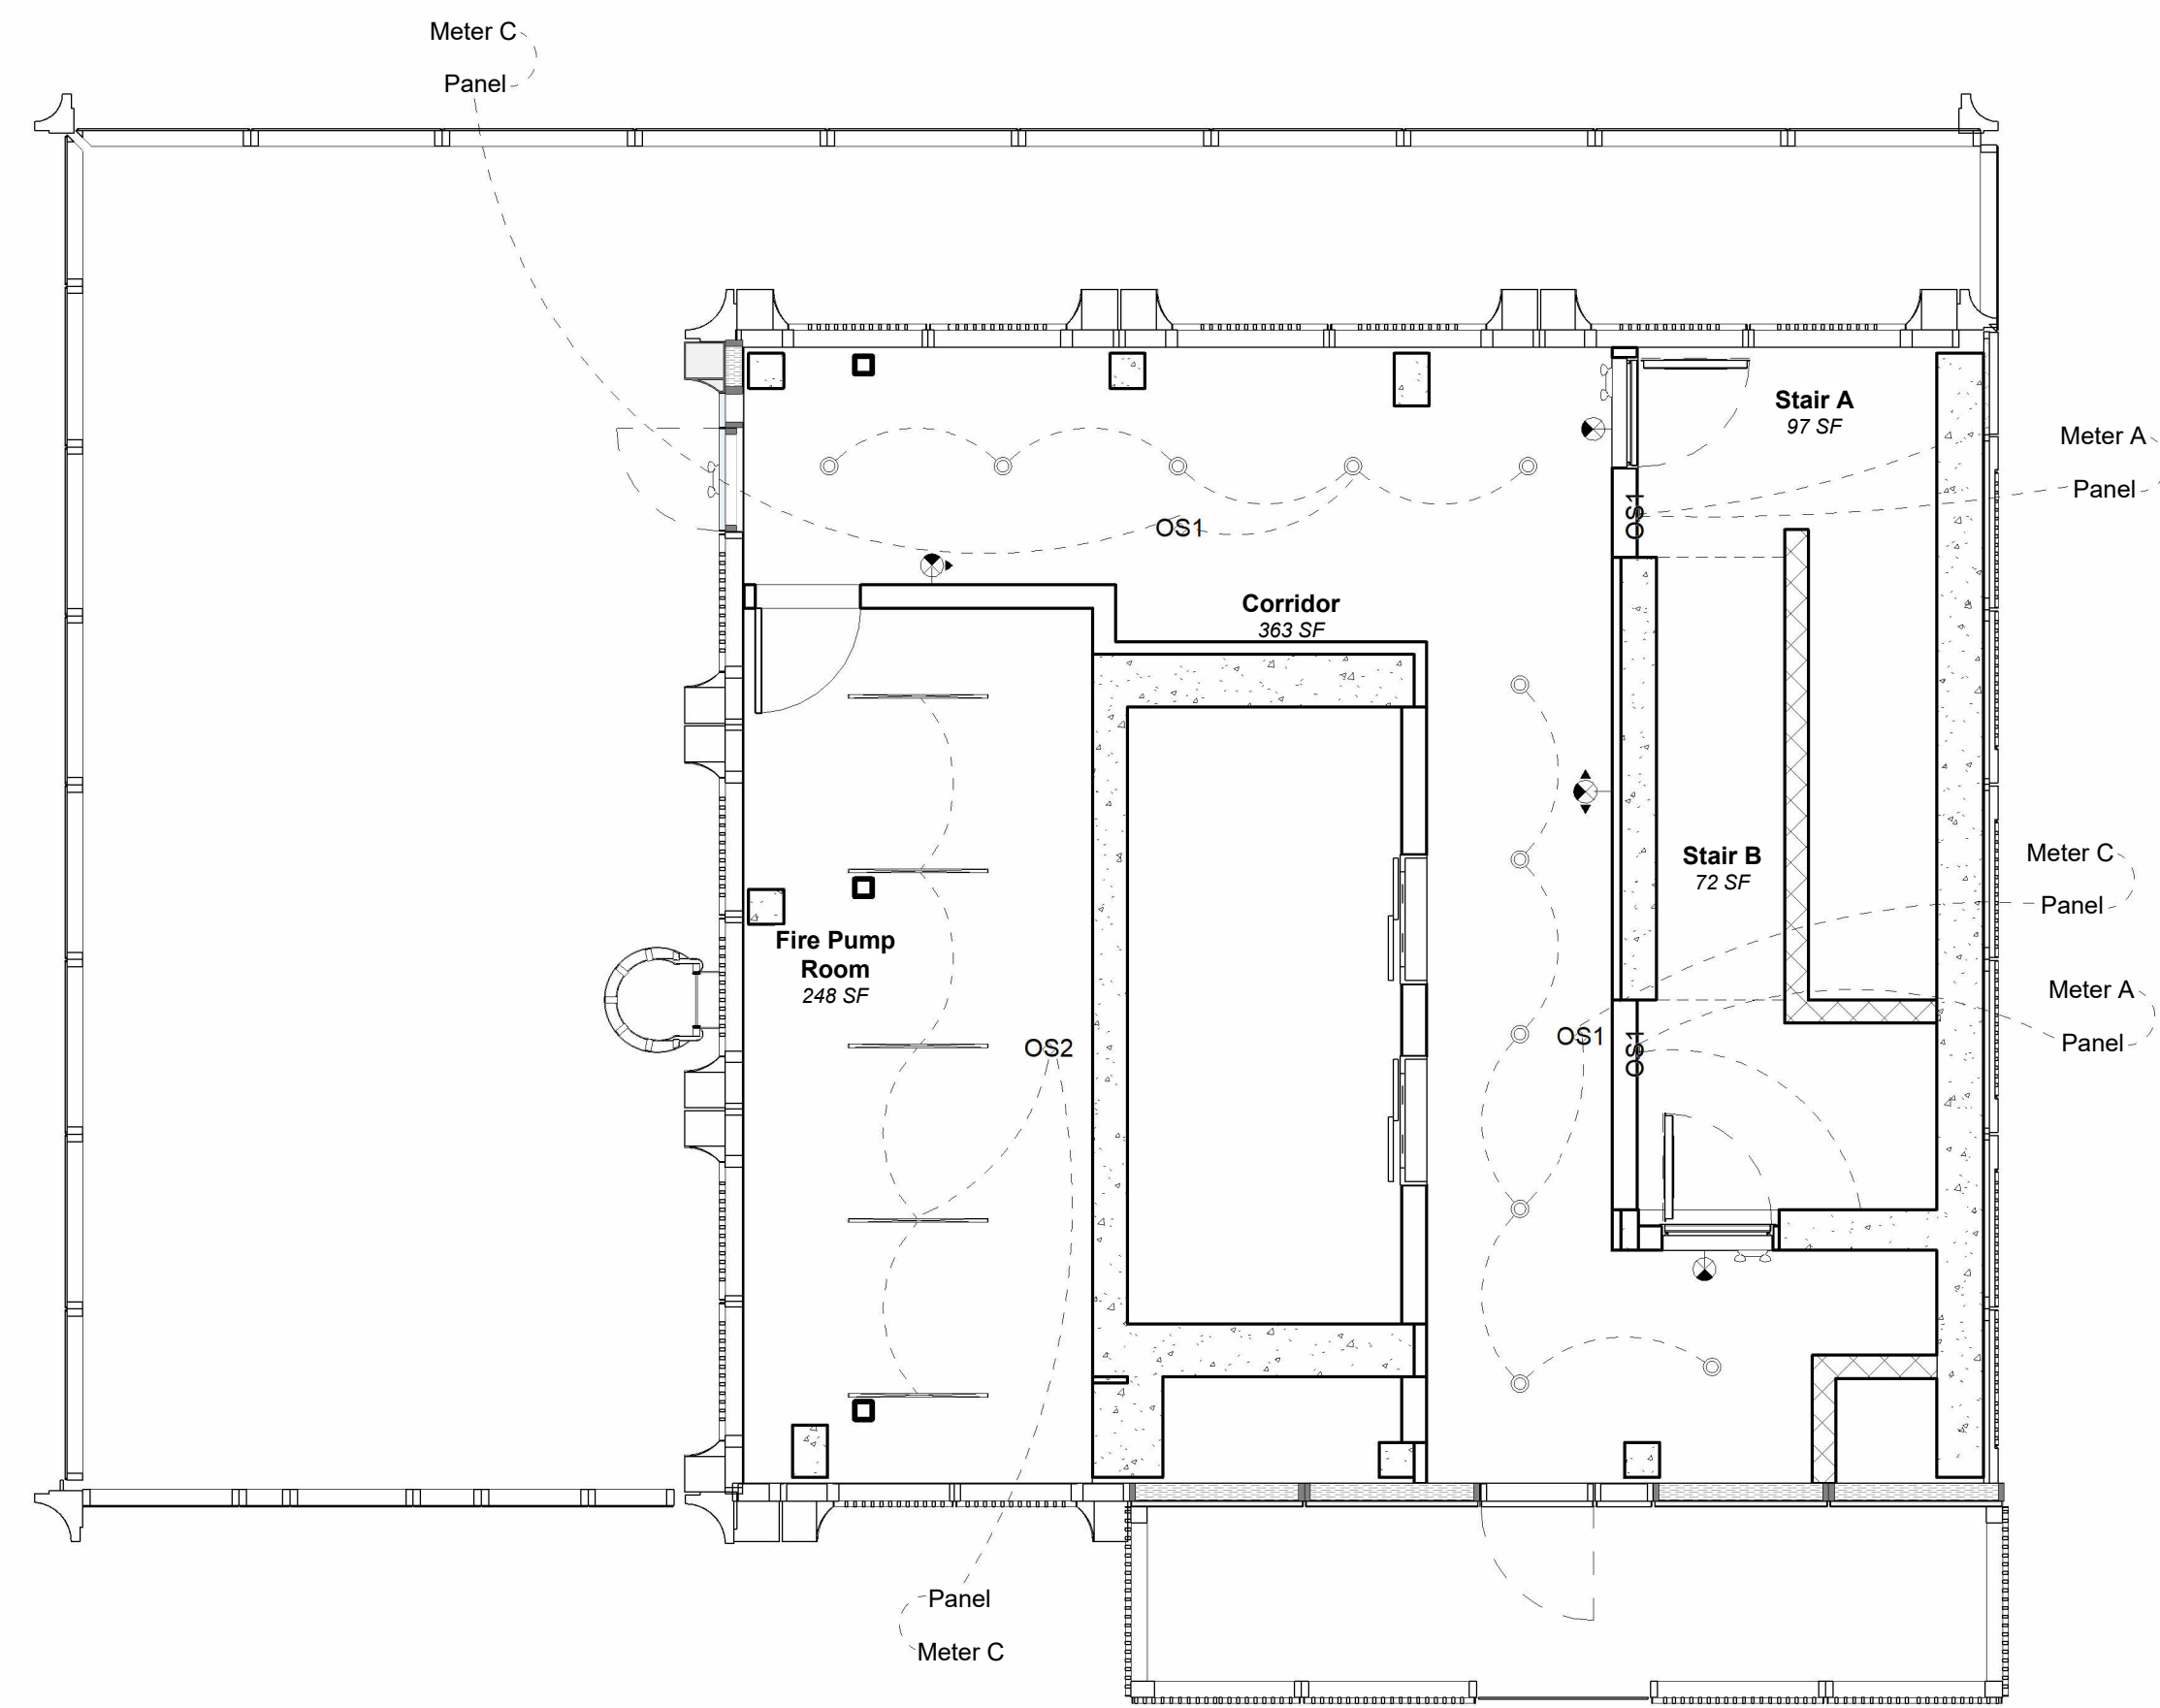 Meter C
Panel
Stair A
97 SF
Meter A
Panel
OS1
OS1
Corridor
363 SF
Stair B
72 SF
Meter C
Panel
Fire Pump
Room
248 SF
Meter A
Panel
OS2
OS1
OS1
Panel
Meter C